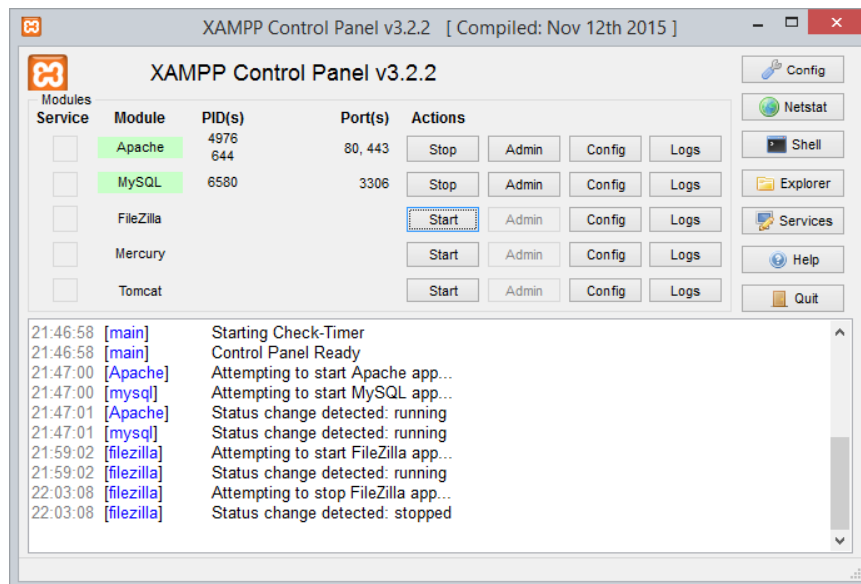 XAMPP Control Panel v3.2.2 [ Compiled: Nov 12th 2015 ]
XAMPP Control Panel v3.2.2
Config
Modules
Service Module PID(s) Port(s) Actions
Netstat
Apache 4976 644 80, 443 Stop Admin Config Logs
Shell
MySQL 6580 3306 Stop Admin Config Logs
Explorer
FileZilla Start Admin Config Logs
Services
Mercury Start Admin Config Logs
Help
Tomcat Start Admin Config Logs
Quit
21:46:58 [main] Starting Check-Timer
21:46:58 [main] Control Panel Ready
21:47:00 [Apache] Attempting to start Apache app...
21:47:00 [mysql] Attempting to start MySQL app...
21:47:01 [Apache] Status change detected: running
21:47:01 [mysql] Status change detected: running
21:59:02 [filezilla] Attempting to start FileZilla app...
21:59:02 [filezilla] Status change detected: running
22:03:08 [filezilla] Attempting to stop FileZilla app...
22:03:08 [filezilla] Status change detected: stopped